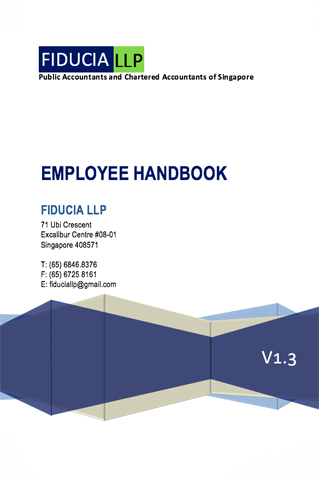 FIDUCIA LLP
Public Accountants and Chartered Accountants of Singapore
EMPLOYEE HANDBOOK
FIDUCIA LLP
71 Ubi Crescent
Excalibur Centre #08-01
Singapore 408571
T: (65) 6846.8376
F: (65) 6725 8161
E: fiduciallp@gmail.com
V1.3